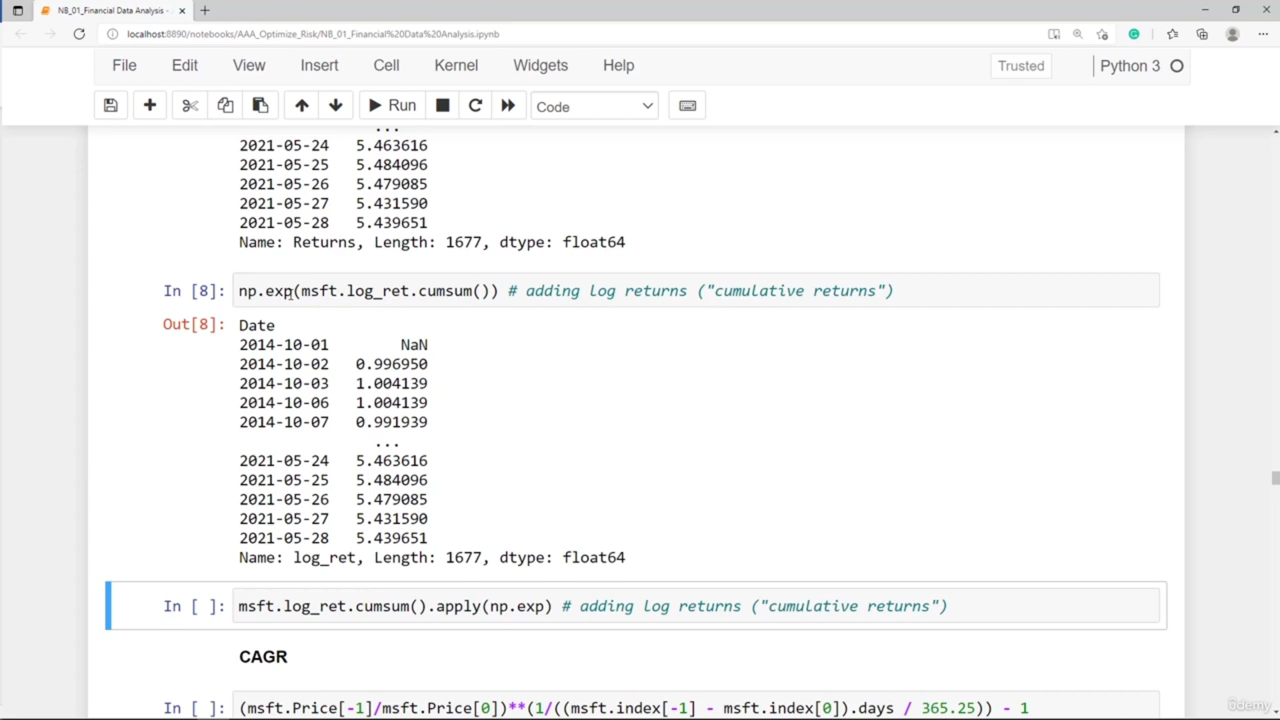 NB_01_Financial Data Analysis -
localhost:8890/notebooks/AAA_Optimize_Risk/NB_01_Financial%20Data%20Analysis.ipynb
File Edit View Insert Cell Kernel Widgets Help Trusted Python 3
Run Code
...
2021-05-24 5.463616
2021-05-25 5.484096
2021-05-26 5.479085
2021-05-27 5.431590
2021-05-28 5.439651
Name: Returns, Length: 1677, dtype: float64
In [8]: np.exp(msft.log_ret.cumsum()) # adding log returns ("cumulative returns")
Out[8]: Date
2014-10-01 NaN
2014-10-02 0.996950
2014-10-03 1.004139
2014-10-06 1.004139
2014-10-07 0.991939
...
2021-05-24 5.463616
2021-05-25 5.484096
2021-05-26 5.479085
2021-05-27 5.431590
2021-05-28 5.439651
Name: log_ret, Length: 1677, dtype: float64
In [ ]: msft.log_ret.cumsum().apply(np.exp) # adding log returns ("cumulative returns")
CAGR
In [ ]: (msft.Price[-1]/msft.Price[0])**(1/((msft.index[-1] - msft.index[0]).days / 365.25)) - 1
ûdemy